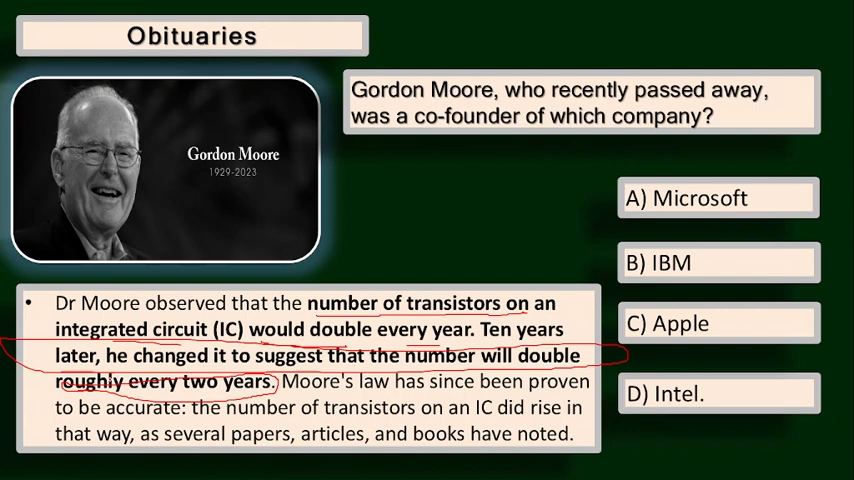 Obituaries
Gordon Moore
1929-2023
Gordon Moore, who recently passed away,
was a co-founder of which company?
A) Microsoft
B) IBM
C) Apple
D) Intel.
• Dr Moore observed that the number of transistors on an
integrated circuit (IC) would double every year. Ten years
later, he changed it to suggest that the number will double
roughly every two years. Moore's law has since been proven
to be accurate: the number of transistors on an IC did rise in
that way, as several papers, articles, and books have noted.